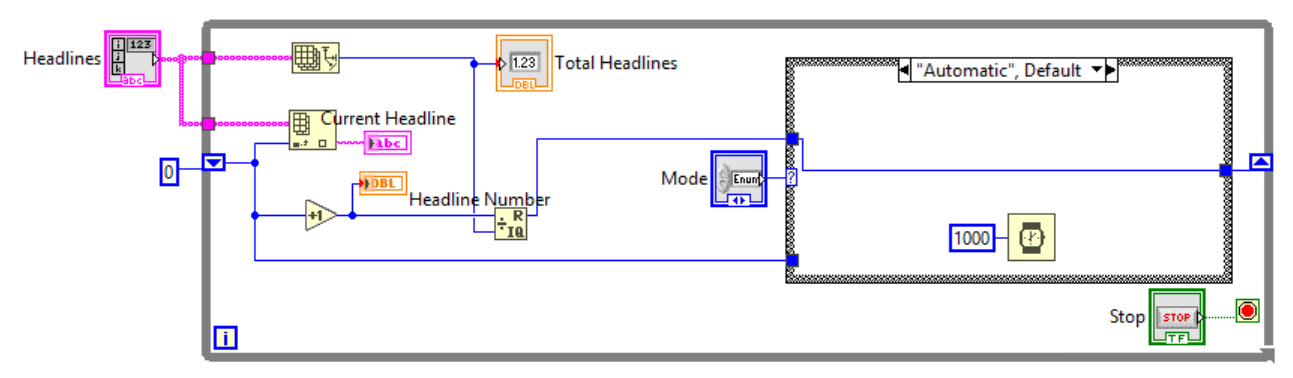 Headlines
i 123
j
k
abc
1.23
DBL
Total Headlines
"Automatic", Default
Current Headline
abc
0
DBL
Headline Number
+1
R
IQ
Mode
Enum
?
1000
Stop
STOP
TF
i